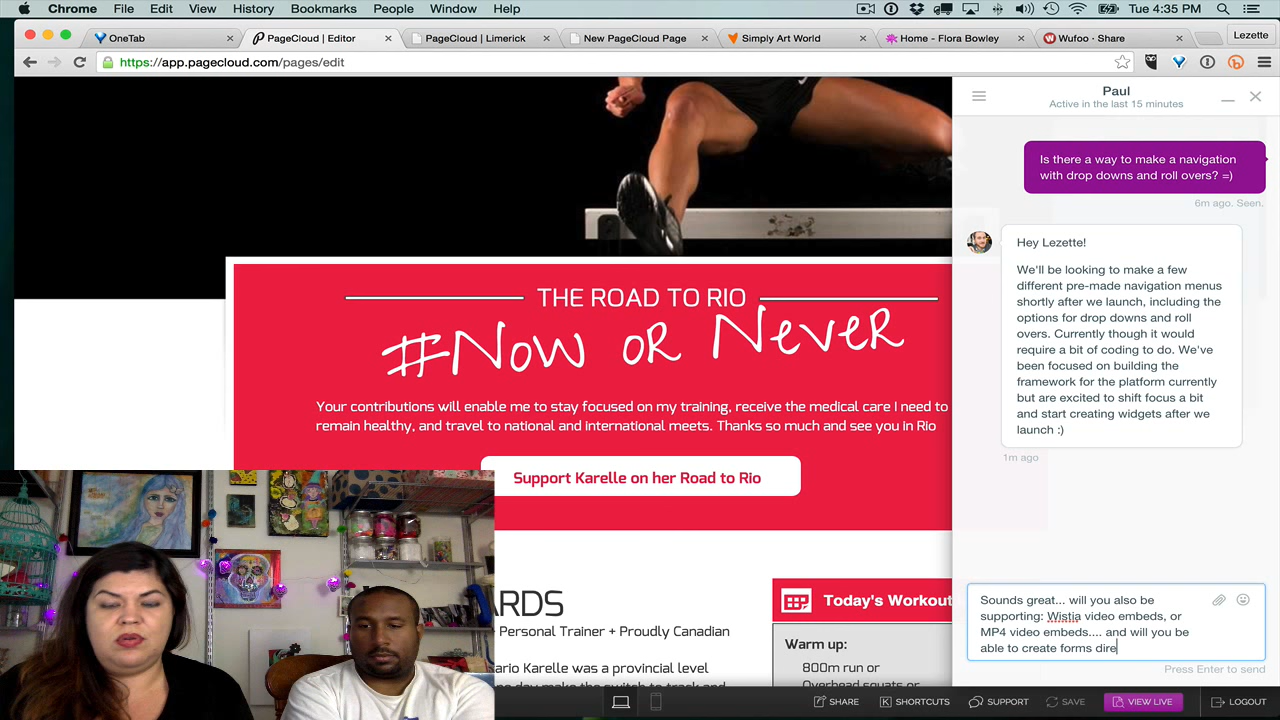 Chrome File Edit View History Bookmarks People Window Help Tue 4:35 PM
OneTab PageCloud | Editor PageCloud | Limerick New PageCloud Page Simply Art World Home - Flora Bowley Wufoo · Share Lezette
https://app.pagecloud.com/pages/edit
Paul
Active in the last 15 minutes
Is there a way to make a navigation
with drop downs and roll overs? =)
6m ago. Seen.
Hey Lezette!
We'll be looking to make a few
different pre-made navigation menus
shortly after we launch, including the
options for drop downs and roll
overs. Currently though it would
require a bit of coding to do. We've
been focused on building the
framework for the platform currently
but are excited to shift focus a bit
and start creating widgets after we
launch :)
1m ago
Sounds great... will you also be
supporting: Wistia video embeds, or
MP4 video embeds.... and will you be
able to create forms dire
Press Enter to send
THE ROAD TO RIO
#Now or Never
Your contributions will enable me to stay focused on my training, receive the medical care I need to
remain healthy, and travel to national and international meets. Thanks so much and see you in Rio
Support Karelle on her Road to Rio
ARDS
Personal Trainer + Proudly Canadian
ario Karelle was a provincial level
Today's Workout
Warm up:
800m run or
Overhead squats or
SHARE SHORTCUTS SUPPORT SAVE VIEW LIVE LOGOUT